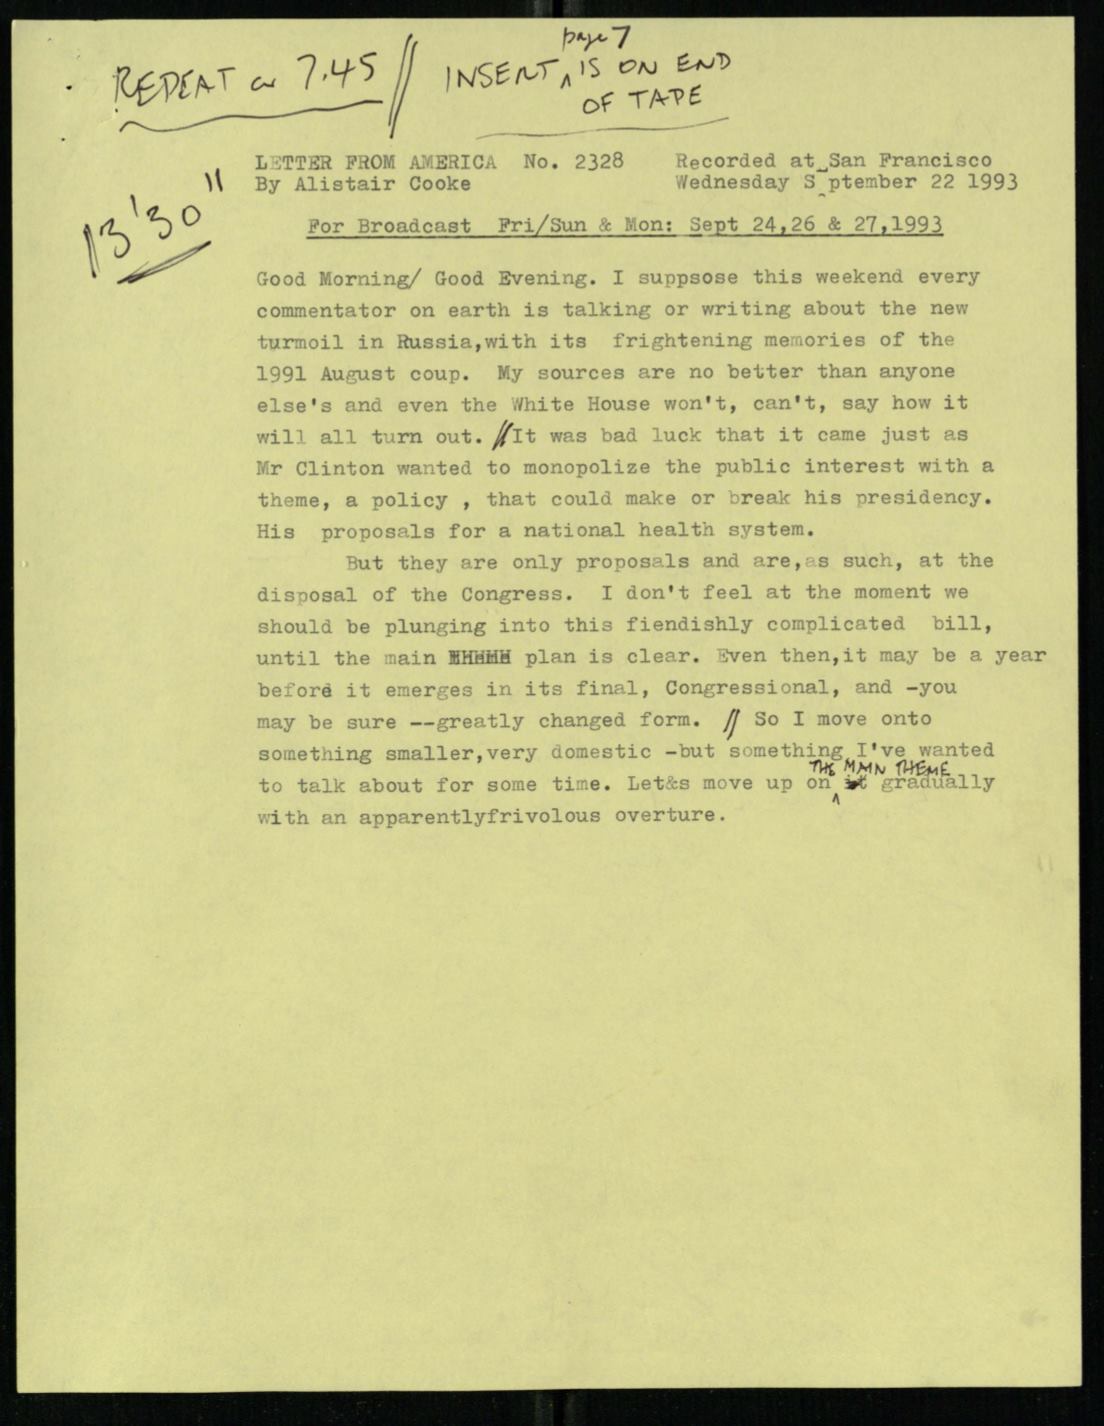 page 7
REPEAT on 7.45 // INSERT ^ IS ON END
OF TAPE
LETTER FROM AMERICA No. 2328 Recorded at San Francisco
By Alistair Cooke Wednesday S ptember 22 1993
13'30"
For Broadcast Fri/Sun & Mon: Sept 24,26 & 27,1993
Good Morning/ Good Evening. I suppsose this weekend every
commentator on earth is talking or writing about the new
turmoil in Russia,with its frightening memories of the
1991 August coup. My sources are no better than anyone
else's and even the White House won't, can't, say how it
will all turn out. //It was bad luck that it came just as
Mr Clinton wanted to monopolize the public interest with a
theme, a policy , that could make or break his presidency.
His proposals for a national health system.
But they are only proposals and are,as such, at the
disposal of the Congress. I don't feel at the moment we
should be plunging into this fiendishly complicated bill,
until the main plan is clear. Even then,it may be a year
before it emerges in its final, Congressional, and -you
may be sure --greatly changed form. // So I move onto
something smaller,very domestic -but something I've wanted
THE MAIN THEME
to talk about for some time. Let&s move up on ^ it gradually
with an apparentlyfrivolous overture.